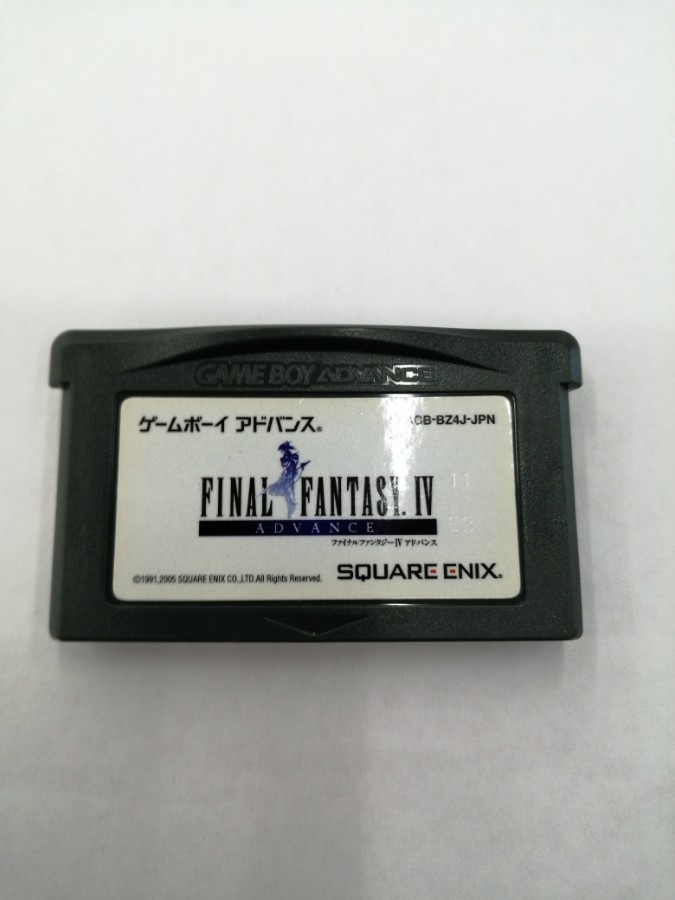 GAME BOY ADVANCE
ゲームボーイ アドバンス®
AGB-BZ4J-JPN
FINAL FANTASY. IV
11
ADVANCE
ファイナルファンタジーIV アドバンス
©1991,2005 SQUARE ENIX CO.,LTD.All Rights Reserved.
SQUARE ENIX®